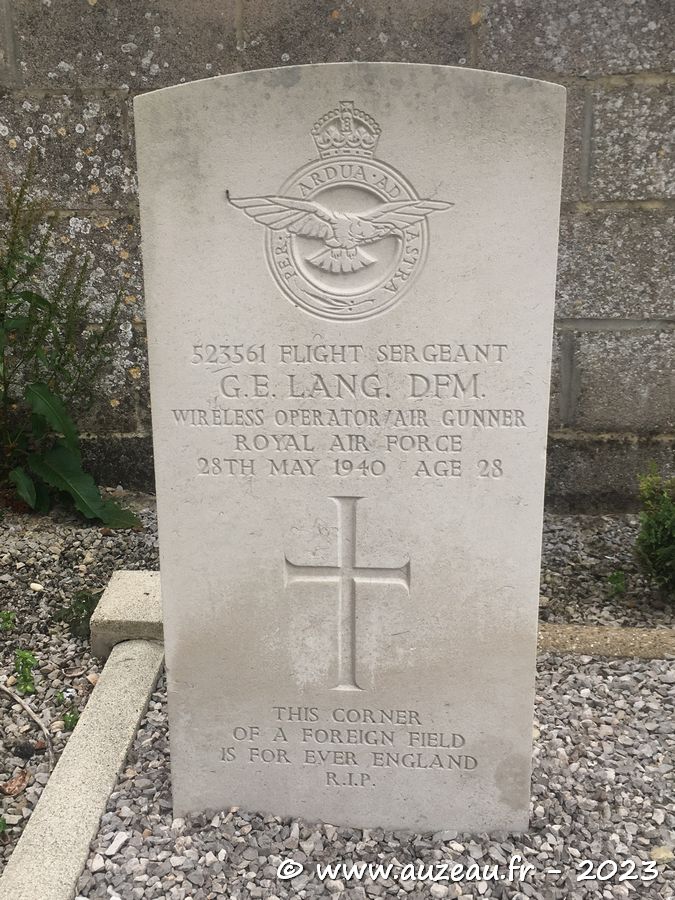 PER · ARDUA · AD ASTRA
523561 FLIGHT SERGEANT
G.E. LANG. DFM.
WIRELESS OPERATOR/AIR GUNNER
ROYAL AIR FORCE
28TH MAY 1940 AGE 28
THIS CORNER
OF A FOREIGN FIELD
IS FOR EVER ENGLAND
R.I.P.
© www.auzeau.fr - 2023